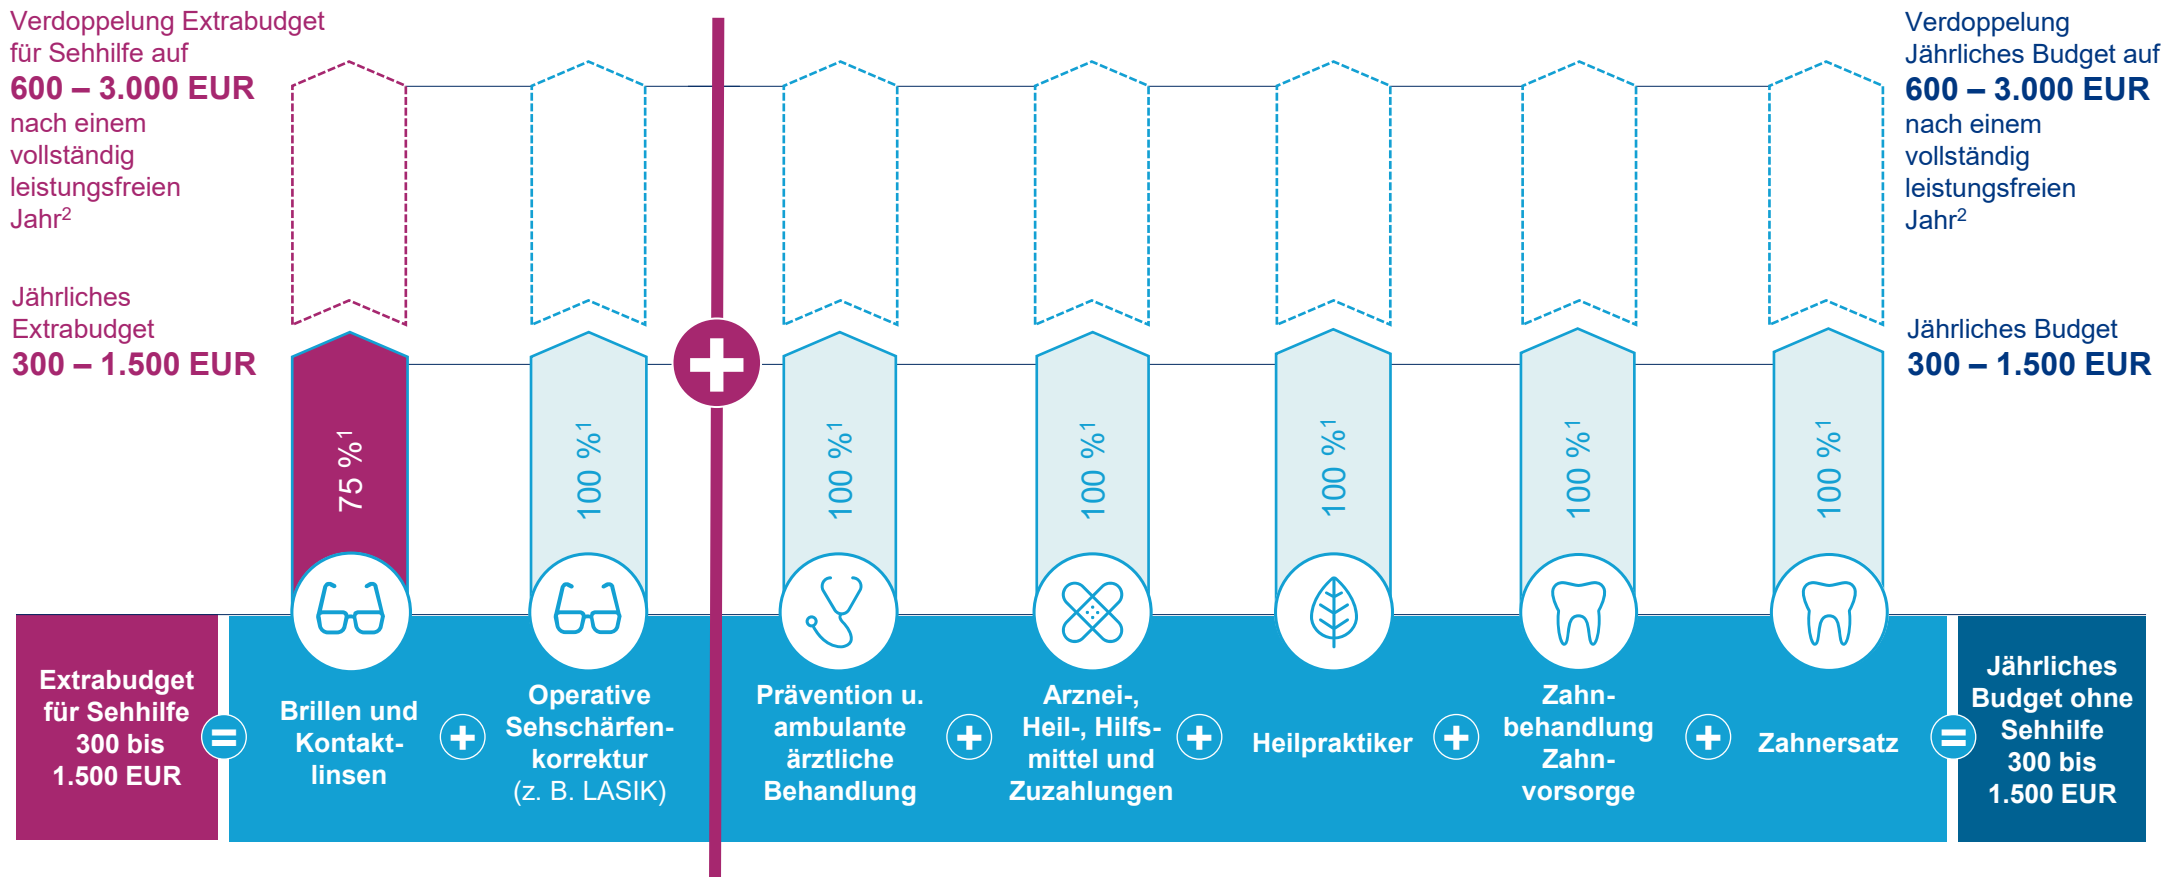 Verdoppelung Extrabudget
für Sehhilfe auf
600 – 3.000 EUR
nach einem
vollständig
leistungsfreien
Jahr²
Jährliches
Extrabudget
300 – 1.500 EUR
Verdoppelung
Jährliches Budget auf
600 – 3.000 EUR
nach einem
vollständig
leistungsfreien
Jahr²
Jährliches Budget
300 – 1.500 EUR
75 %¹
100 %¹
100 %¹
100 %¹
100 %¹
100 %¹
100 %¹
Extrabudget
für Sehhilfe
300 bis
1.500 EUR
=
Brillen und
Kontakt-
linsen
+
Operative
Sehschärfen-
korrektur
(z. B. LASIK)
+
Prävention u.
ambulante
ärztliche
Behandlung
+
Arznei-,
Heil-, Hilfs-
mittel und
Zuzahlungen
+
Heilpraktiker
+
Zahn-
behandlung
Zahn-
vorsorge
+
Zahnersatz
=
Jährliches
Budget ohne
Sehhilfe
300 bis
1.500 EUR